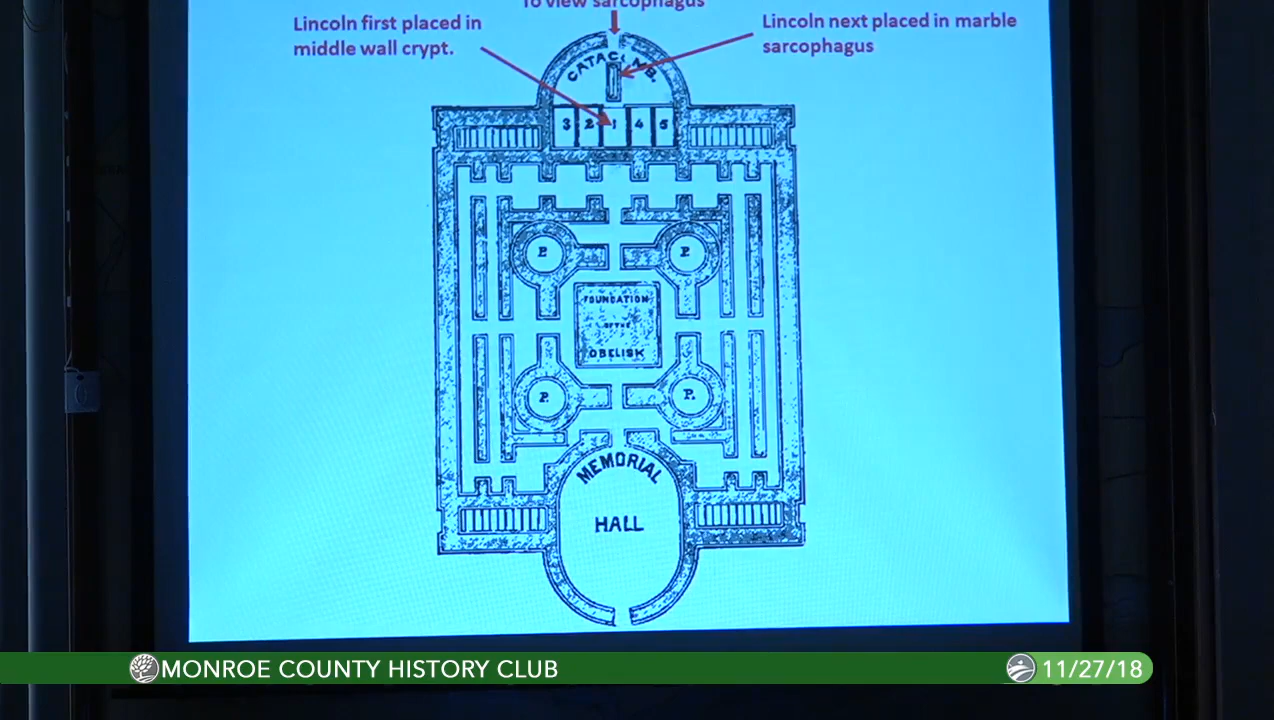 To view sarcophagus
Lincoln first placed in
middle wall crypt.
Lincoln next placed in marble
sarcophagus
CATACOMB.
3 2 1 4 5
P. P.
FOUNDATION
OF THE
OBELISK
P. P.
MEMORIAL
HALL
MONROE COUNTY HISTORY CLUB
11/27/18